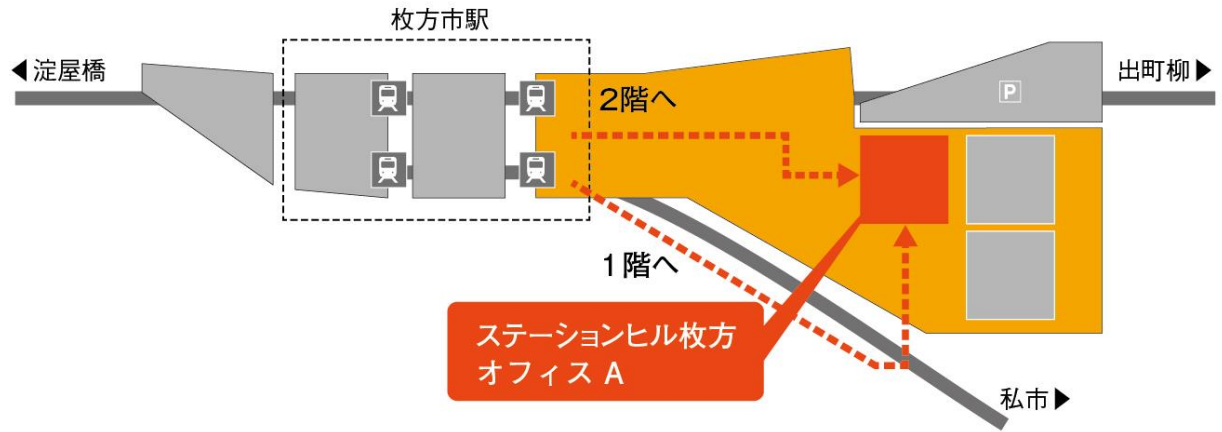 枚方市駅
◀淀屋橋
出町柳▶
2階へ
P
1階へ
ステーションヒル枚方
オフィス A
私市▶